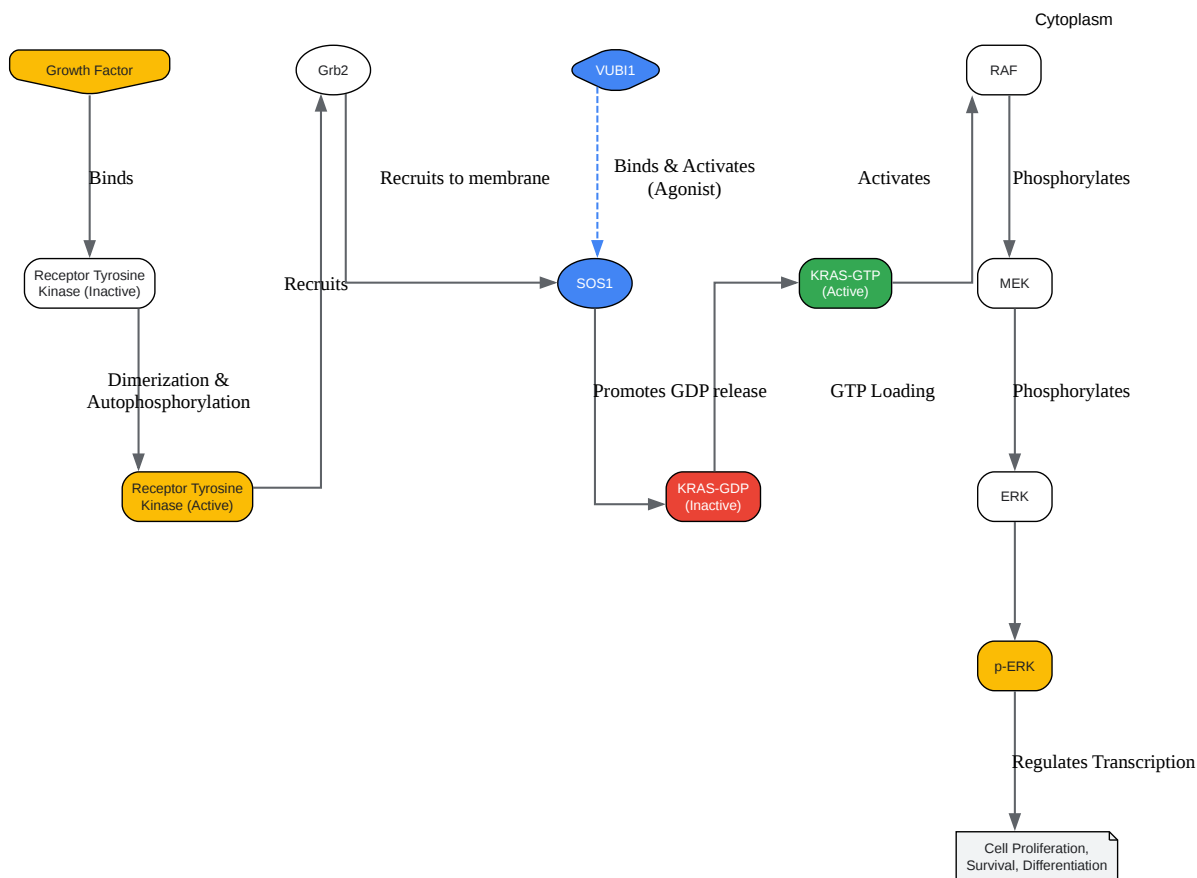 Cytoplasm
Growth Factor
Grb2
VUBI1
RAF
Binds
Recruits to membrane
Binds & Activates
(Agonist)
Activates
Phosphorylates
Receptor Tyrosine
Kinase (Inactive)
Recruits
SOS1
KRAS-GTP
(Active)
MEK
Dimerization &
Autophosphorylation
Promotes GDP release
GTP Loading
Phosphorylates
Receptor Tyrosine
Kinase (Active)
KRAS-GDP
(Inactive)
ERK
p-ERK
Regulates Transcription
Cell Proliferation,
Survival, Differentiation